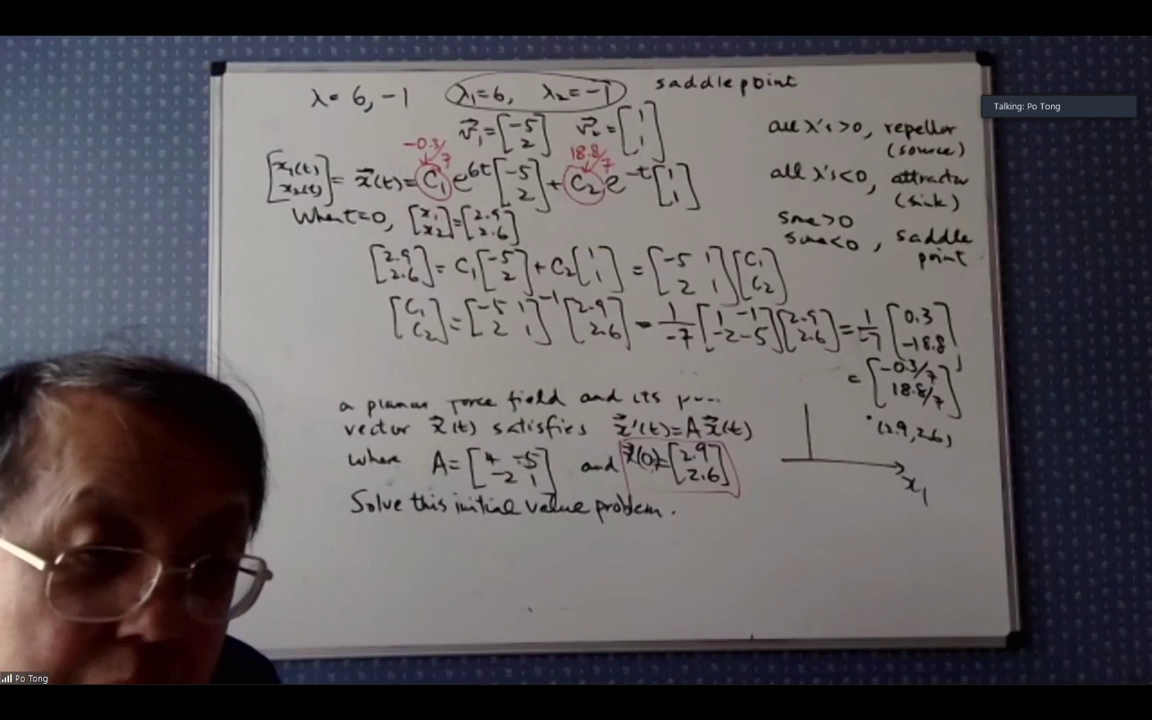 λ = 6, -1   λ₁=6, λ₂=-1   saddle point
v⃗₁=[-5; 2]   v⃗₂=[1; 1]
-0.3/7   18.8/7
[x₁(t); x₂(t)] = x⃗(t)= C₁ e^{6t} [-5; 2] + C₂ e^{-t} [1; 1]
When t=0, [x₁; x₂]=[2.9; 2.6]
[2.9; 2.6] = C₁ [-5; 2] + C₂ [1; 1] = [-5 1; 2 1] [C₁; C₂]
[C₁; C₂] = [-5 1; 2 1]⁻¹ [2.9; 2.6] = 1/-7 [1 -1; -2 -5] [2.9; 2.6] = 1/-7 [0.3; -18.8]
= [-0.3/7; 18.8/7]
all λ's >0, repellor
(source)
all λ's <0, attractor
(sink)
some >0
some <0, saddle
point
a planar force field and its
vector x⃗(t) satisfies x⃗'(t)=A x⃗(t)
where A= [4 -5; -2 1] and x⃗(0)= [2.9; 2.6]
Solve this initial value problem.
(2.9, 2.6)
x₁
Talking: Po Tong
Po Tong